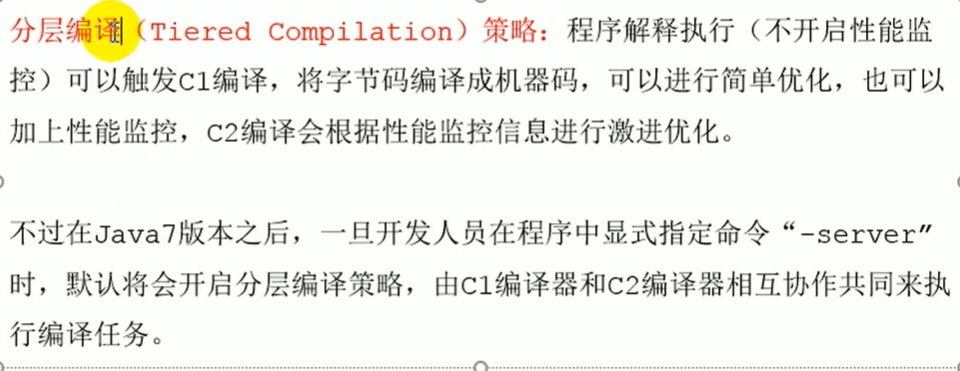 分层编译（Tiered Compilation）策略：程序解释执行（不开启性能监
控）可以触发C1编译，将字节码编译成机器码，可以进行简单优化，也可以
加上性能监控，C2编译会根据性能监控信息进行激进优化。
不过在Java7版本之后，一旦开发人员在程序中显式指定命令“-server”
时，默认将会开启分层编译策略，由C1编译器和C2编译器相互协作共同来执
行编译任务。